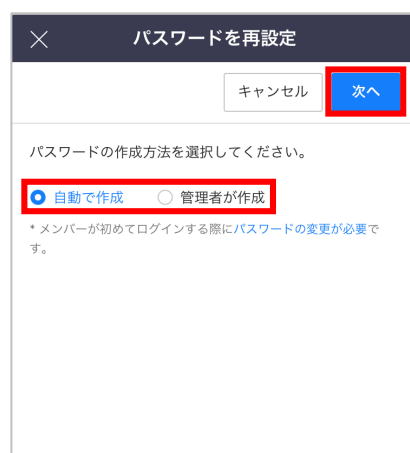 パスワードを再設定
キャンセル 次へ
パスワードの作成方法を選択してください。
自動で作成 管理者が作成
* メンバーが初めてログインする際にパスワードの変更が必要で
す。